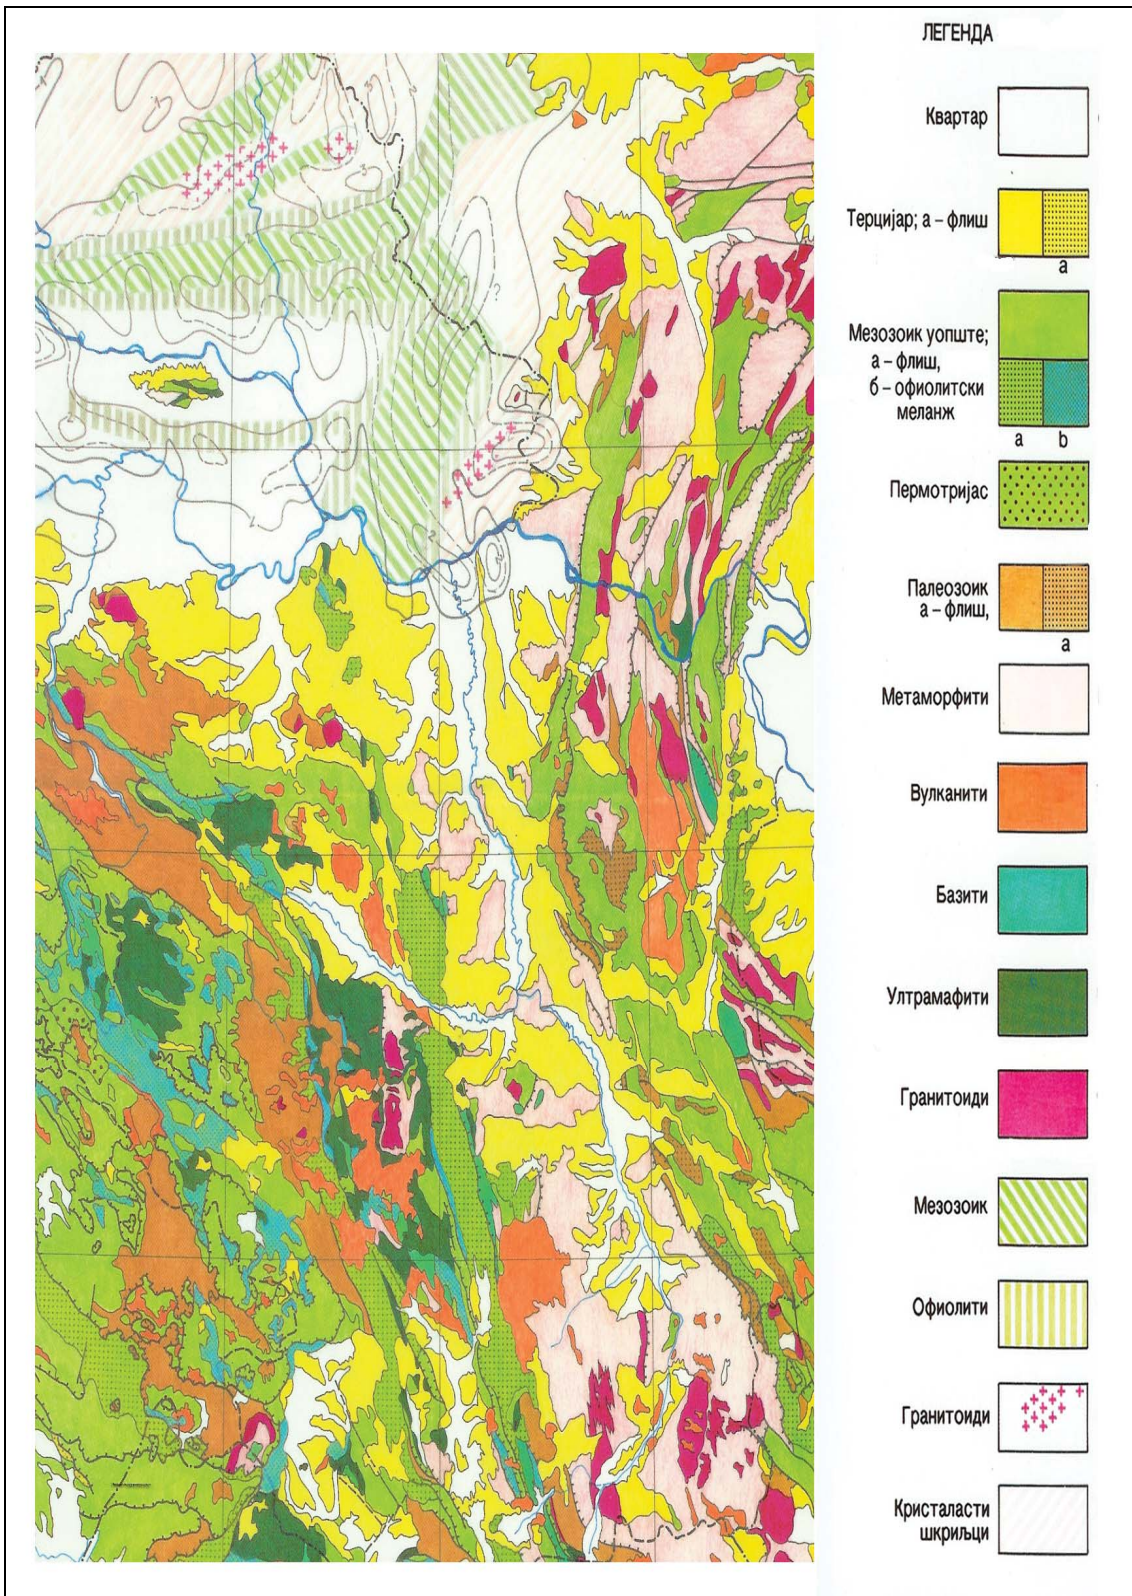 ЛЕГЕНДА
Квартар
Терцијар; а – флиш
а
Мезозоик уопште;
а – флиш,
б – офиолитски
меланж
а b
Пермотријас
Палеозоик
а – флиш,
а
Метаморфити
Вулканити
Базити
Ултрамафити
Гранитоиди
Мезозоик
Офиолити
Гранитоиди
Кристаласти
шкриљци